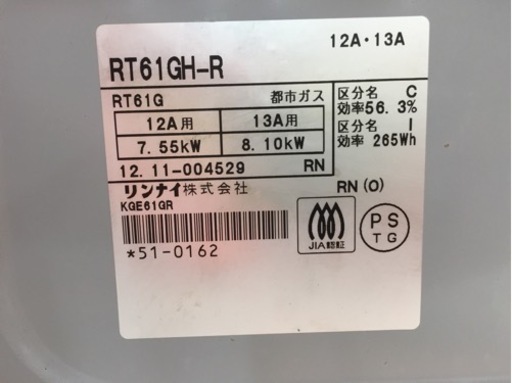 12A・13A
RT61GH-R
RT61G 都市ガス
12A用 13A用
7.55kW 8.10kW
12.11-004529 RN
区分名 C
効率56.3%
区分名 I
効率 265Wh
リンナイ株式会社 RN(O)
KGE61GR
*51-0162
JIA認証
PS
TG